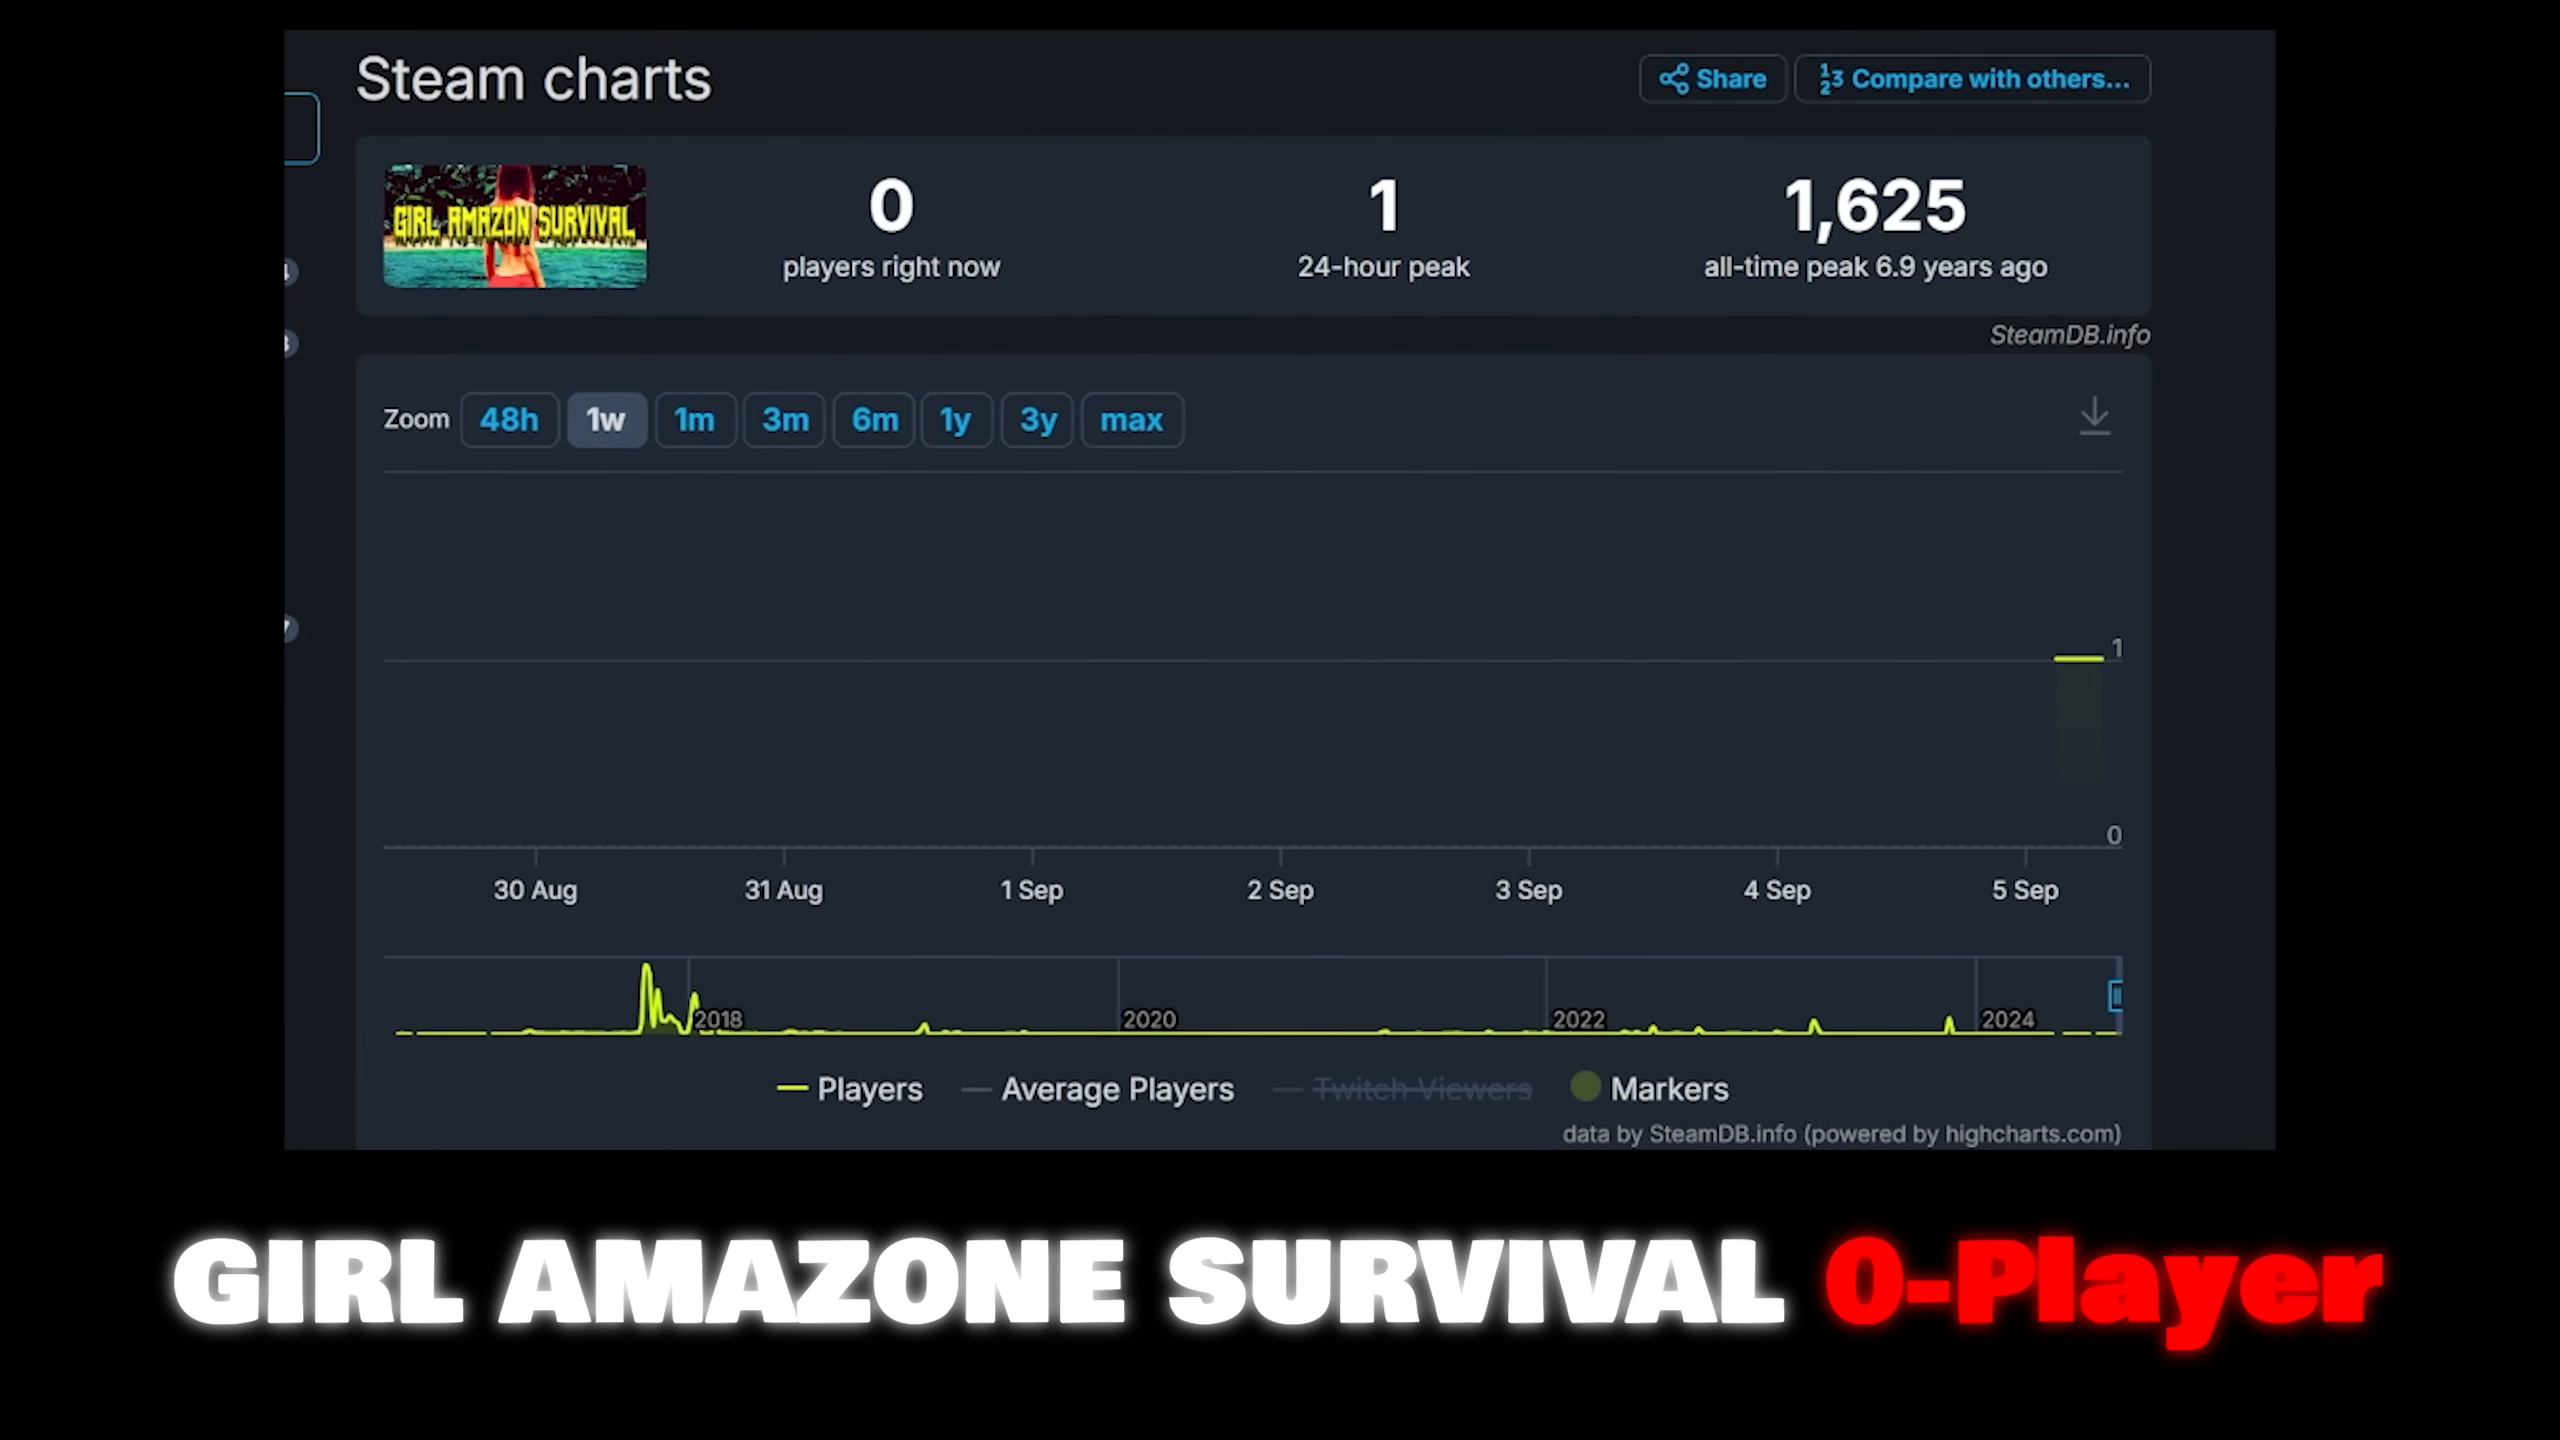 Steam charts
Share
Compare with others...
GIRL AMAZON SURVIVAL
0
players right now
1
24-hour peak
1,625
all-time peak 6.9 years ago
SteamDB.info
Zoom 48h 1w 1m 3m 6m 1y 3y max
1
0
30 Aug 31 Aug 1 Sep 2 Sep 3 Sep 4 Sep 5 Sep
2018 2020 2022 2024
Players Average Players Twitch Viewers Markers
data by SteamDB.info (powered by highcharts.com)
GIRL AMAZONE SURVIVAL 0-Player